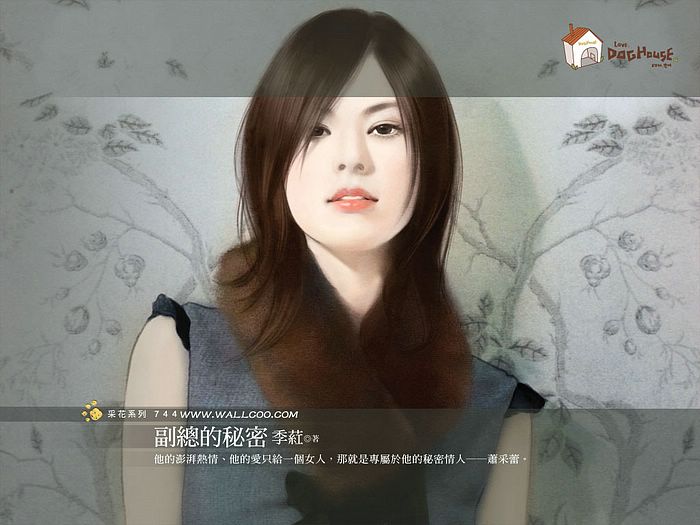 LOVE
DOGHOUSE
采花系列 744 WWW.WALLCOO.COM
副總的秘密 季葒◎著
他的澎湃熱情、他的愛只給一個女人，那就是專屬於他的秘密情人──蕭采蕾。